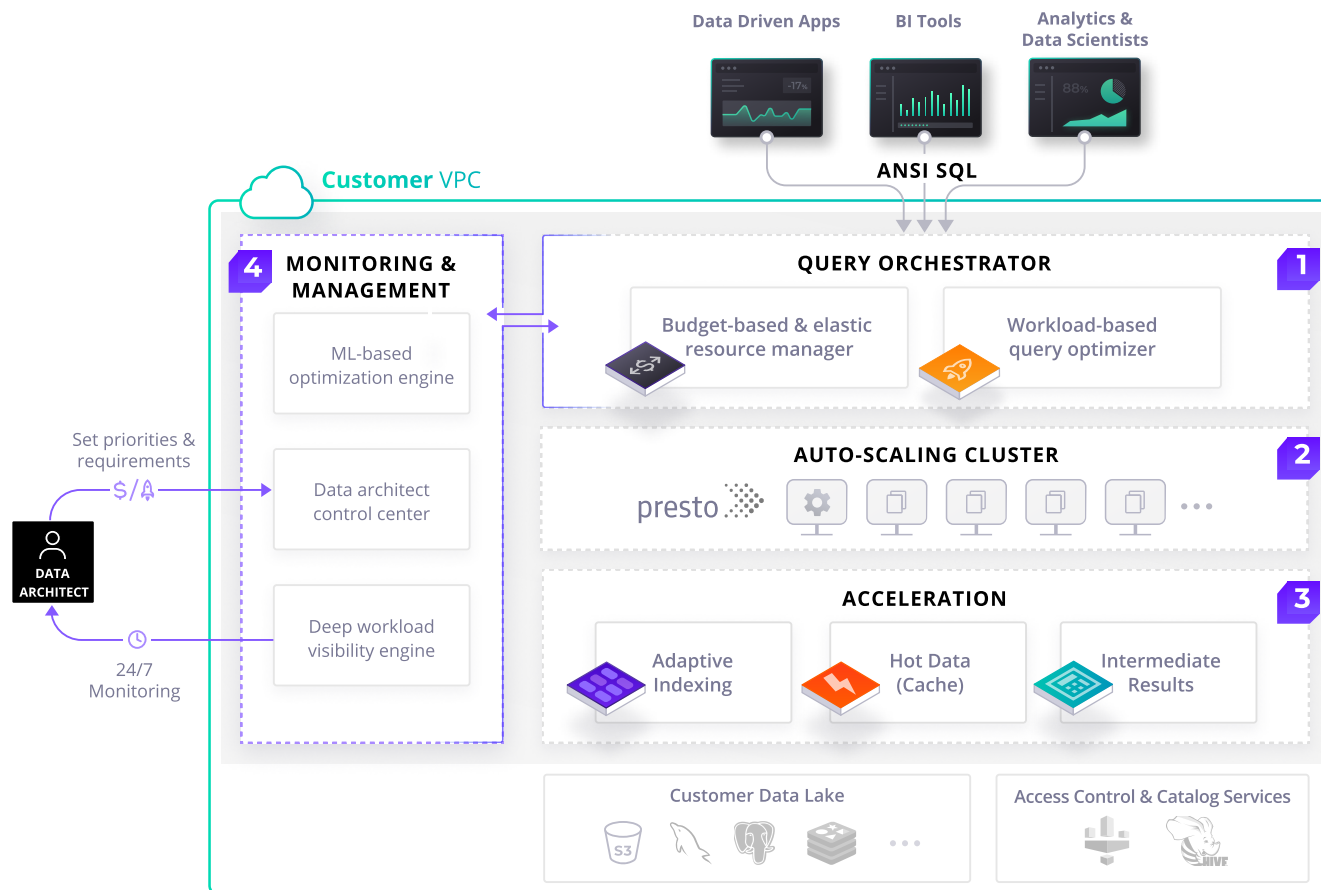 Data Driven Apps
BI Tools
Analytics &
Data Scientists
-17%
88%
ANSI SQL
Customer VPC
4
MONITORING &
MANAGEMENT
ML-based
optimization engine
Data architect
control center
Deep workload
visibility engine
Set priorities &
requirements
$/
DATA
ARCHITECT
24/7
Monitoring
QUERY ORCHESTRATOR
1
Budget-based & elastic
resource manager
$
Workload-based
query optimizer
AUTO-SCALING CLUSTER
2
presto
ACCELERATION
3
Adaptive
Indexing
Hot Data
(Cache)
Intermediate
Results
Customer Data Lake
S3
Access Control & Catalog Services
HIVE